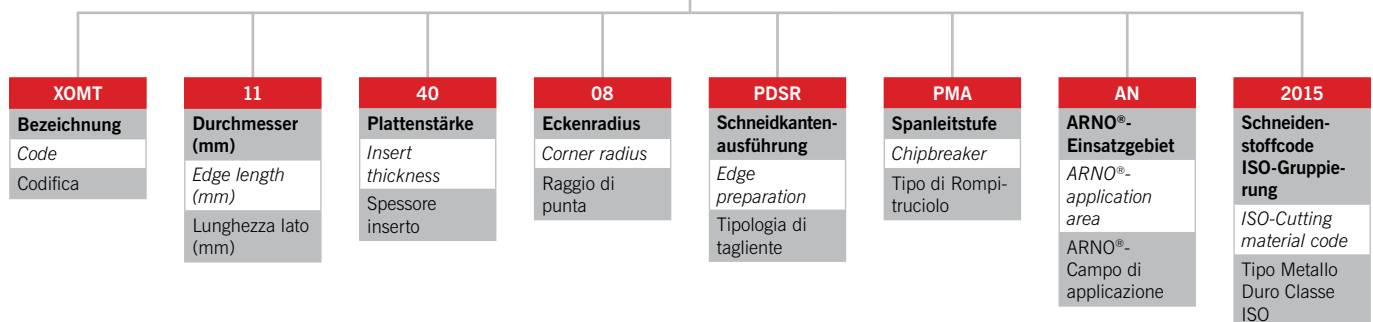 XOMT
Bezeichnung
Code
Codifica
11
Durchmesser
(mm)
Edge length
(mm)
Lunghezza lato
(mm)
40
Plattenstärke
Insert
thickness
Spessore
inserto
08
Eckenradius
Corner radius
Raggio di
punta
PDSR
Schneidkanten-
ausführung
Edge
preparation
Tipologia di
tagliente
PMA
Spanleitstufe
Chipbreaker
Tipo di Rompi-
truciolo
AN
ARNO®-
Einsatzgebiet
ARNO®-
application
area
ARNO®-
Campo di
applicazione
2015
Schneiden-
stoffcode
ISO-Gruppie-
rung
ISO-Cutting
material code
Tipo Metallo
Duro Classe
ISO